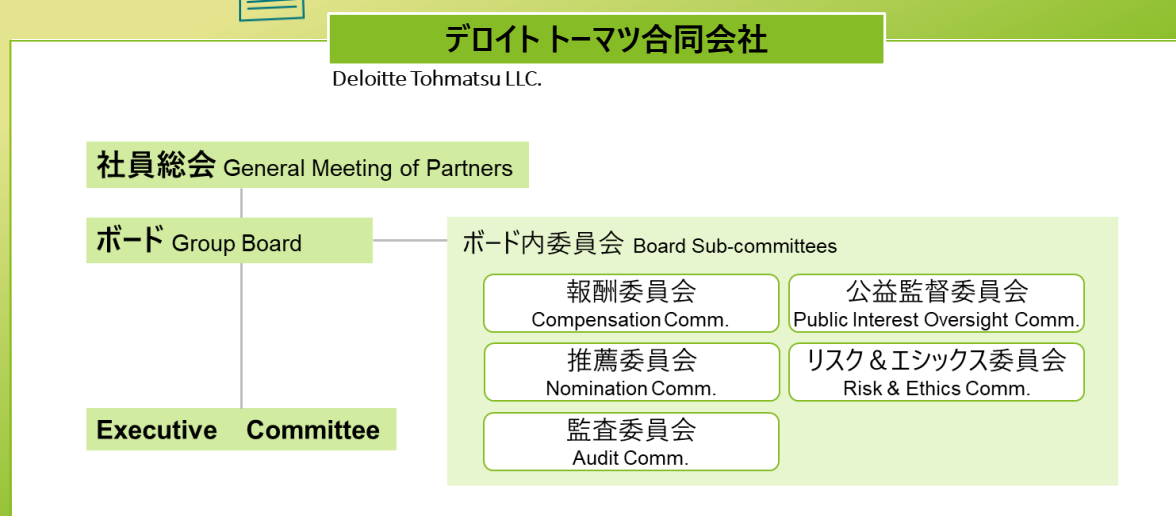 デロイト トーマツ合同会社
Deloitte Tohmatsu LLC.
社員総会 General Meeting of Partners
ボード Group Board
ボード内委員会 Board Sub-committees
報酬委員会
Compensation Comm.
公益監督委員会
Public Interest Oversight Comm.
推薦委員会
Nomination Comm.
リスク＆エシックス委員会
Risk & Ethics Comm.
監査委員会
Audit Comm.
Executive Committee